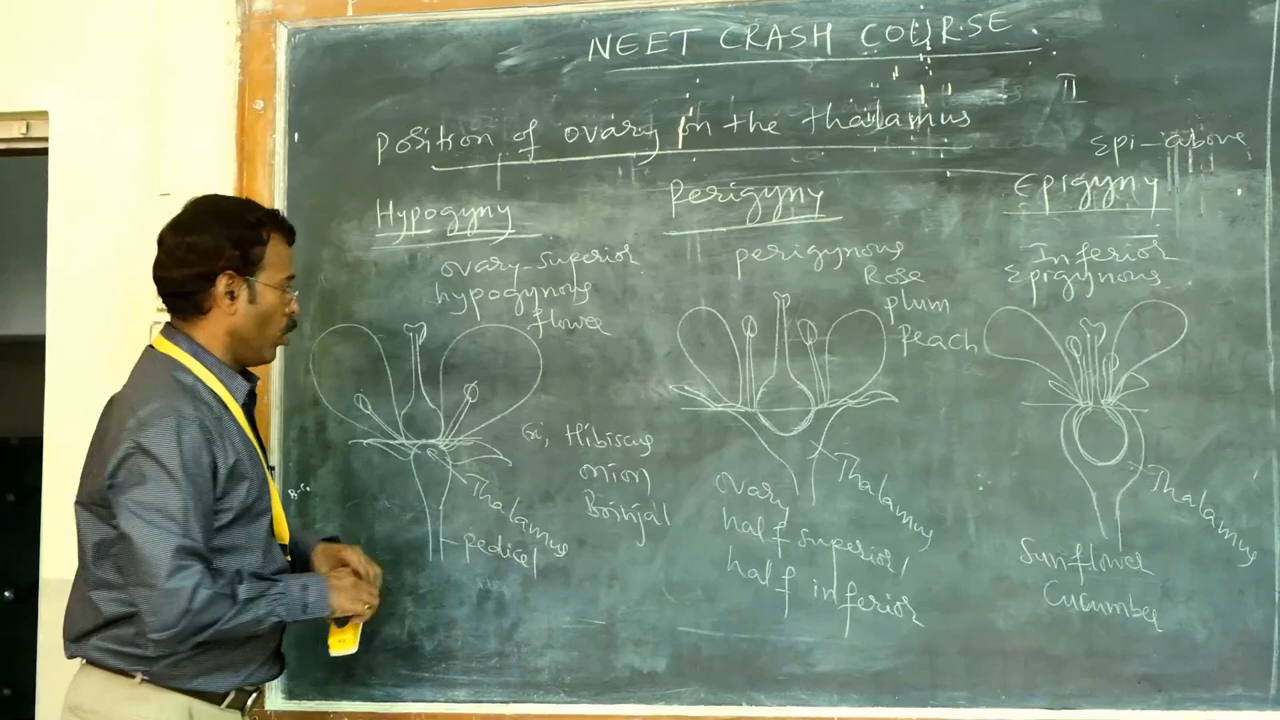 NEET CRASH COURSE
II
Position of ovary on the thalamus
Epi-above
Hypogyny
ovary-superior
hypogynous
flower
Ex; Hibiscus
onion
Brinjal
Thalamus
pedicel
Perigyny
perigynous
Rose
plum
Peach
Thalamus
ovary
half superior/
half inferior
Epigyny
Inferior
Epigynous
Thalamus
Sunflower
Cucumber